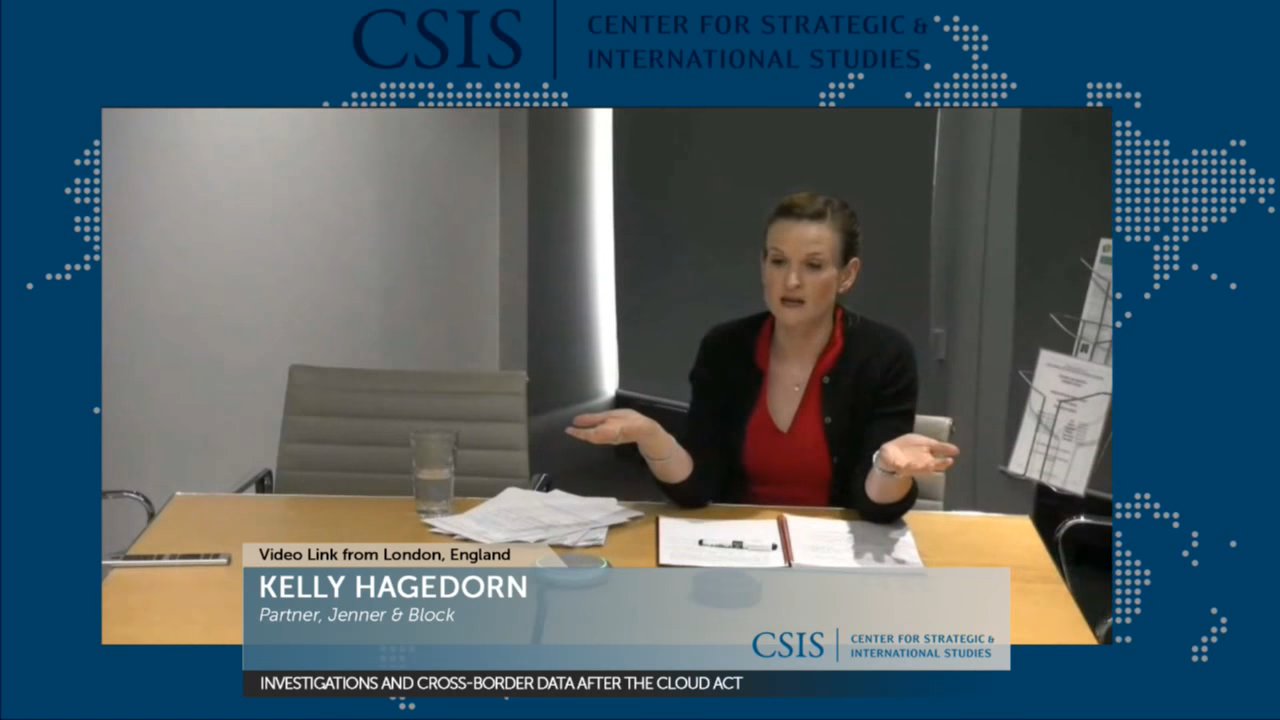 CSIS
CENTER FOR STRATEGIC &
INTERNATIONAL STUDIES
Video Link from London, England
KELLY HAGEDORN
Partner, Jenner & Block
CSIS
CENTER FOR STRATEGIC &
INTERNATIONAL STUDIES
INVESTIGATIONS AND CROSS-BORDER DATA AFTER THE CLOUD ACT